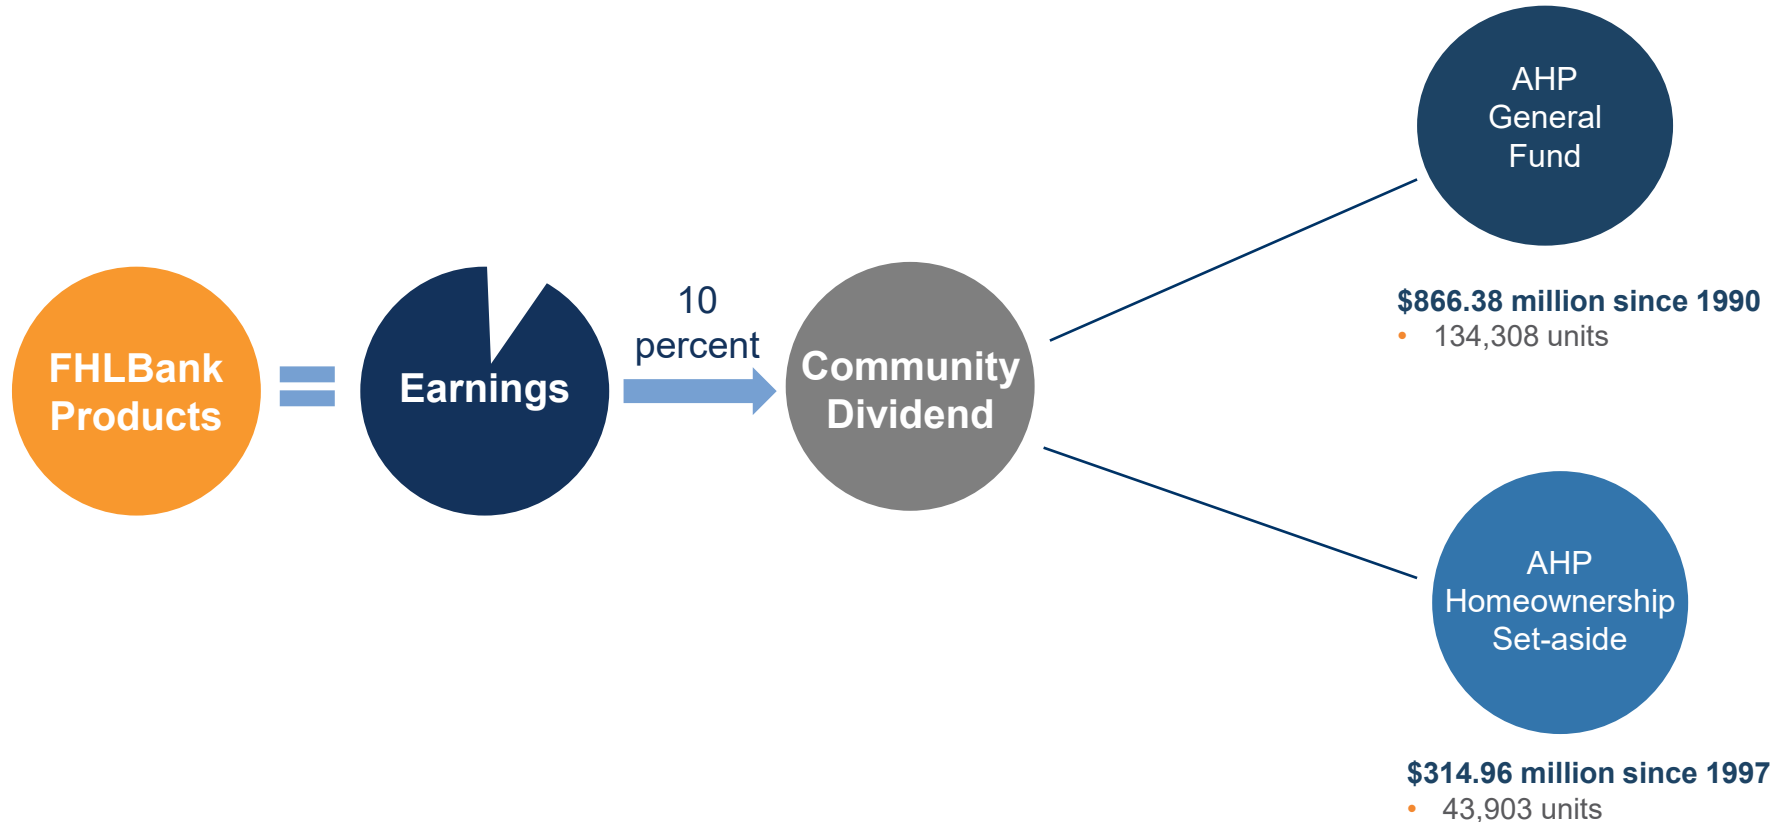 FHLBank
Products
Earnings
10
percent
Community
Dividend
AHP
General
Fund
$866.38 million since 1990
• 134,308 units
AHP
Homeownership
Set-aside
$314.96 million since 1997
• 43,903 units